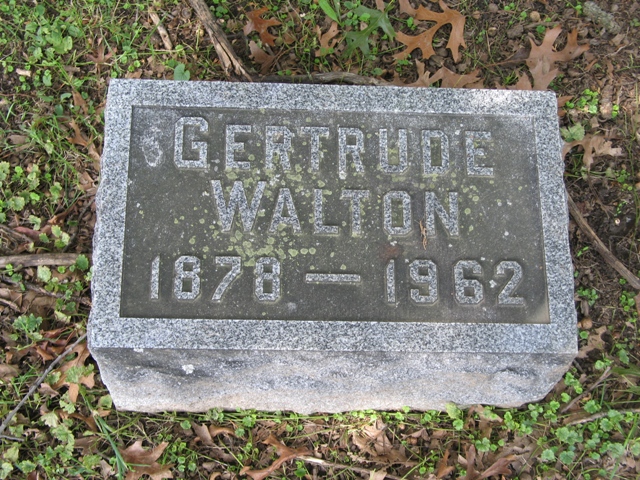 GERTRUDE
WALTON
1878 — 1962